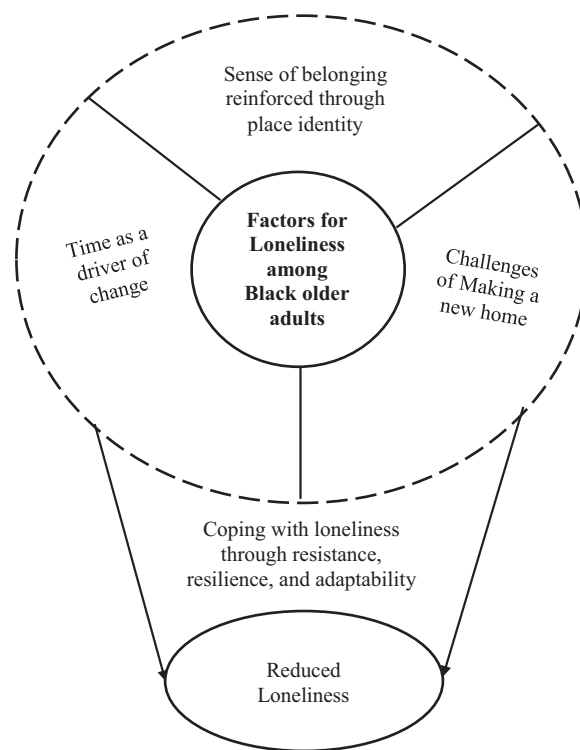 Sense of belonging
reinforced through
place identity
Factors for
Loneliness
among
Black older
adults
Time as a
driver of
change
Challenges
of Making a
new home
Coping with loneliness
through resistance,
resilience, and adaptability
Reduced
Loneliness